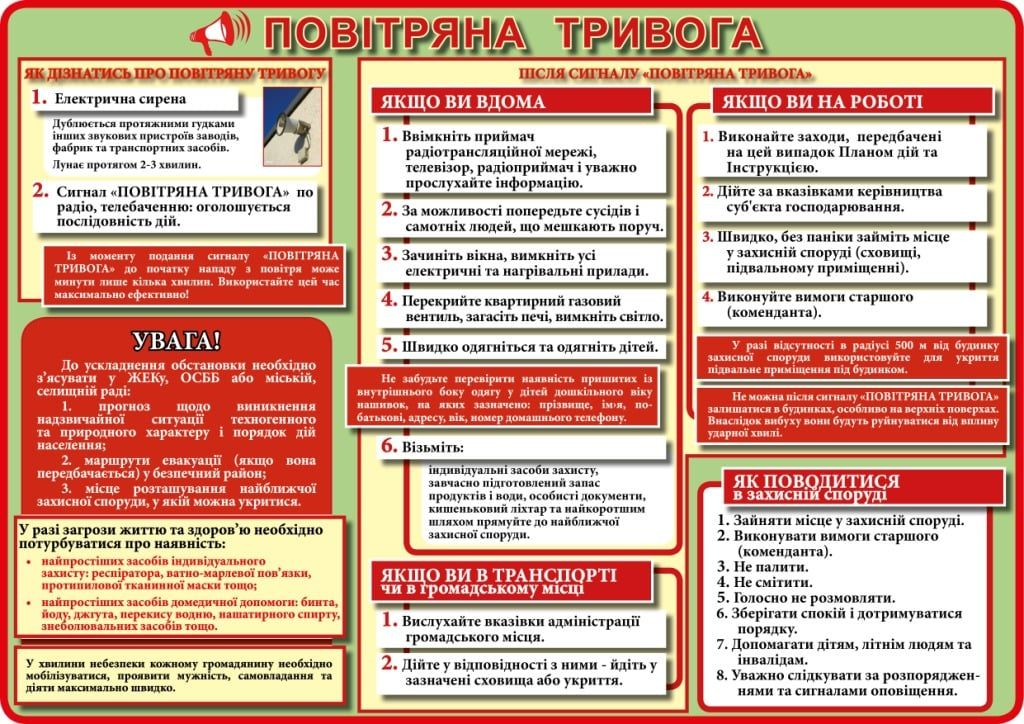 ПОВІТРЯНА ТРИВОГА
ЯК ДІЗНАТИСЬ ПРО ПОВІТРЯНУ ТРИВОГУ
1. Електрична сирена
Дублюється протяжними гудками
інших звукових пристроїв заводів,
фабрик та транспортних засобів.
Лунає протягом 2-3 хвилин.
2. Сигнал «ПОВІТРЯНА ТРИВОГА» по
радіо, телебаченню: оголошується
послідовність дій.
Із моменту подання сигналу «ПОВІТРЯНА
ТРИВОГА» до початку нападу з повітря може
минути лише кілька хвилин. Використайте цей час
максимально ефективно!
УВАГА!
До ускладнення обстановки необхідно
з’ясувати у ЖЕКу, ОСББ або міській,
селищній раді:
1. прогноз щодо виникнення
надзвичайної ситуації техногенного
та природного характеру і порядок дій
населення;
2. маршрути евакуації (якщо вона
передбачається) у безпечний район;
3. місце розташування найближчої
захисної споруди, у якій можна укритися.
У разі загрози життю та здоров’ю необхідно
потурбуватися про наявність:
• найпростіших засобів індивідуального
захисту: респіратора, ватно-марлевої пов’язки,
протипилової тканинної маски тощо;
• найпростіших засобів домедичної допомоги: бинта,
йоду, джгута, перекису водню, нашатирного спирту,
знеболювальних засобів тощо.
У хвилини небезпеки кожному громадянину необхідно
мобілізуватися, проявити мужність, самовладання та
діяти максимально швидко.
ПІСЛЯ СИГНАЛУ «ПОВІТРЯНА ТРИВОГА»
ЯКЩО ВИ ВДОМА
1. Ввімкніть приймач
радіотрансляційної мережі,
телевізор, радіоприймач і уважно
прослухайте інформацію.
2. За можливості попередьте сусідів і
самотніх людей, що мешкають поруч.
3. Зачиніть вікна, вимкніть усі
електричні та нагрівальні прилади.
4. Перекрийте квартирний газовий
вентиль, загасіть печі, вимкніть світло.
5. Швидко одягніться та одягніть дітей.
Не забудьте перевірити наявність пришитих із
внутрішнього боку одягу у дітей дошкільного віку
нашивок, на яких зазначено: прізвище, ім»я, по-
батькові, адресу, вік, номер домашнього телефону.
6. Візьміть:
індивідуальні засоби захисту,
завчасно підготовлений запас
продуктів і води, особисті документи,
кишеньковий ліхтар та найкоротшим
шляхом прямуйте до найближчої
захисної споруди.
ЯКЩО ВИ В ТРАНСПОРТІ
чи в громадському місці
1. Вислухайте вказівки адміністрації
громадського місця.
2. Дійте у відповідності з ними - йдіть у
зазначені сховища або укриття.
ЯКЩО ВИ НА РОБОТІ
1. Виконайте заходи, передбачені
на цей випадок Планом дій та
Інструкцією.
2. Дійте за вказівками керівництва
суб'єкта господарювання.
3. Швидко, без паніки займіть місце
у захисній споруді (сховищі,
підвальному приміщенні).
4. Виконуйте вимоги старшого
(коменданта).
У разі відсутності в радіусі 500 м від будинку
захисної споруди використовуйте для укриття
підвальне приміщення під будинком.
Не можна після сигналу «ПОВІТРЯНА ТРИВОГА»
залишатися в будинках, особливо на верхніх поверхах.
Внаслідок вибуху вони будуть руйнуватися від впливу
ударної хвилі.
ЯК ПОВОДИТИСЯ
в захисній споруді
1. Зайняти місце у захисній споруді.
2. Виконувати вимоги старшого
(коменданта).
3. Не палити.
4. Не смітити.
5. Голосно не розмовляти.
6. Зберігати спокій і дотримуватися
порядку.
7. Допомагати дітям, літнім людям та
інвалідам.
8. Уважно слідкувати за розпоряджен-
нями та сигналами оповіщення.